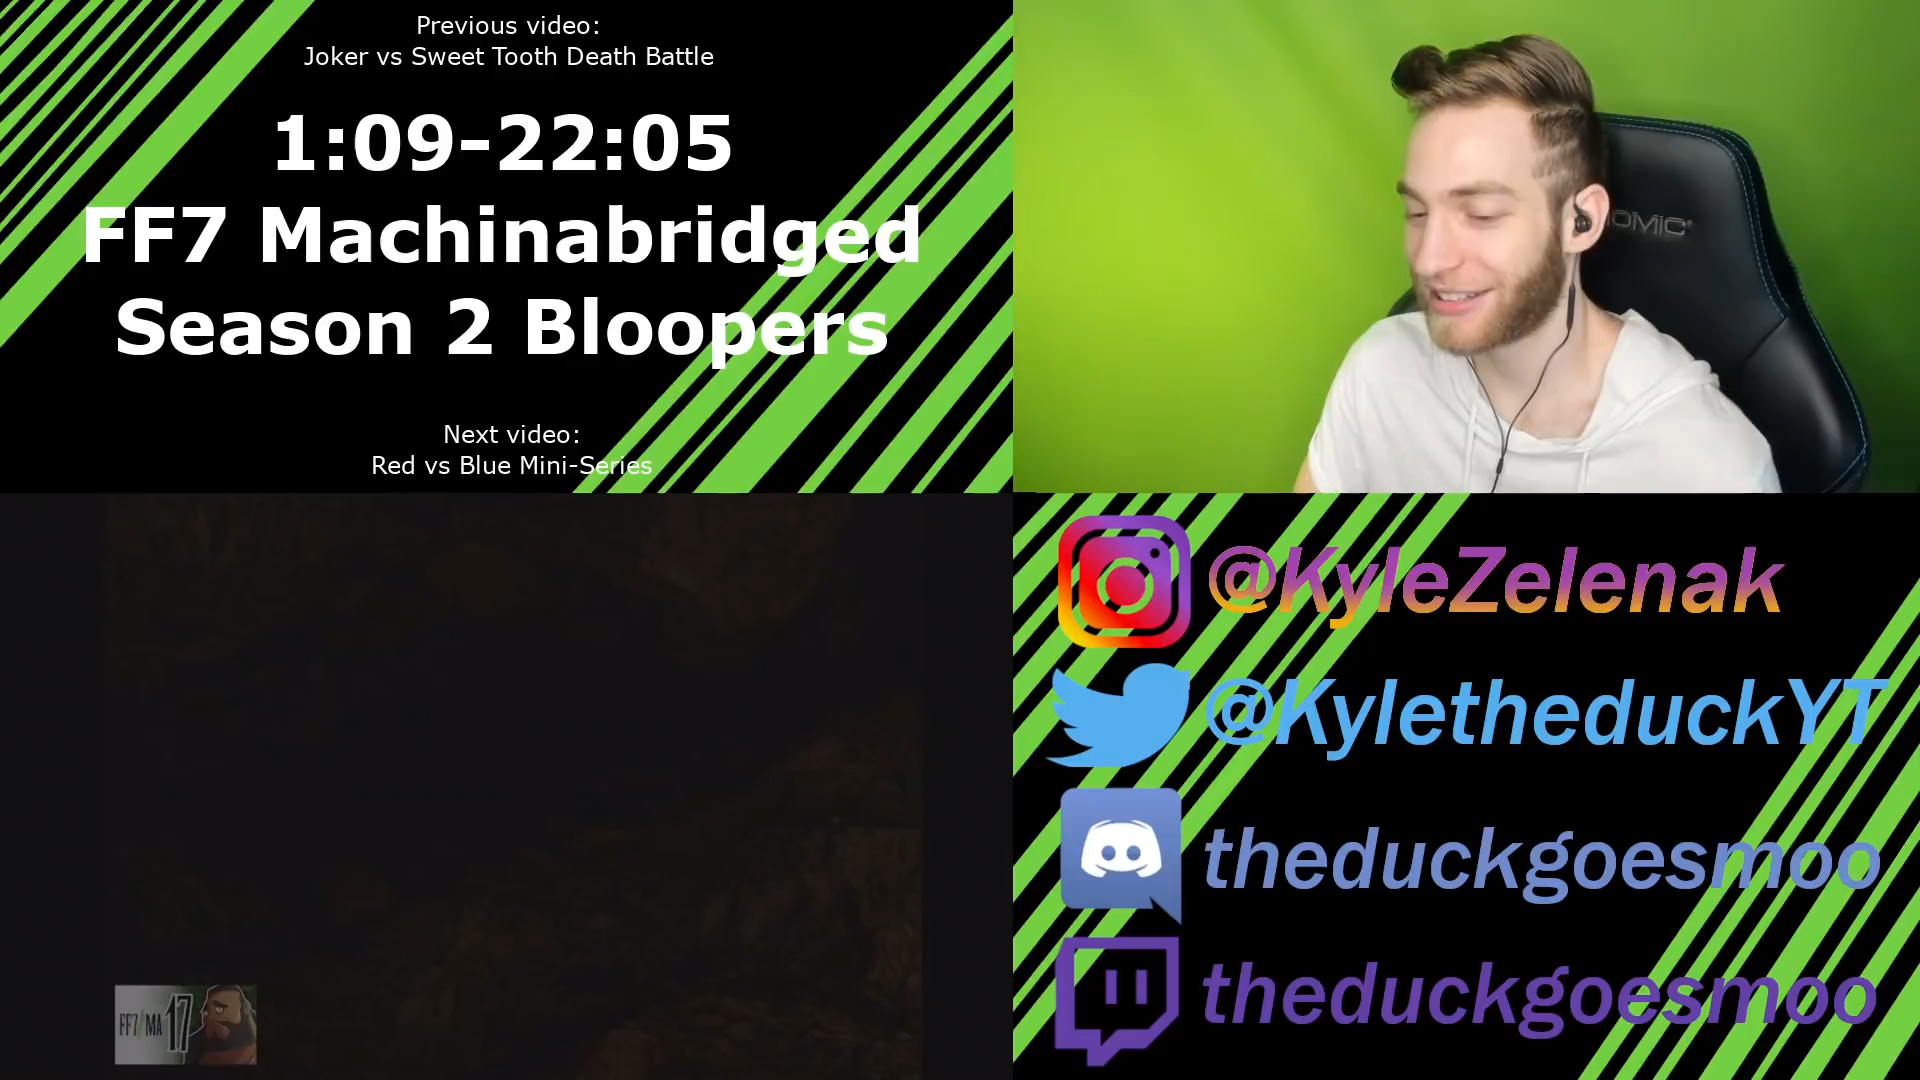 Previous video:
Joker vs Sweet Tooth Death Battle
1:09-22:05
FF7 Machinabridged
Season 2 Bloopers
Next video:
Red vs Blue Mini-Series
OMIC
@KyleZelenak
@KyletheduckYT
theduckgoesmoo
theduckgoesmoo
FF7/MA 17